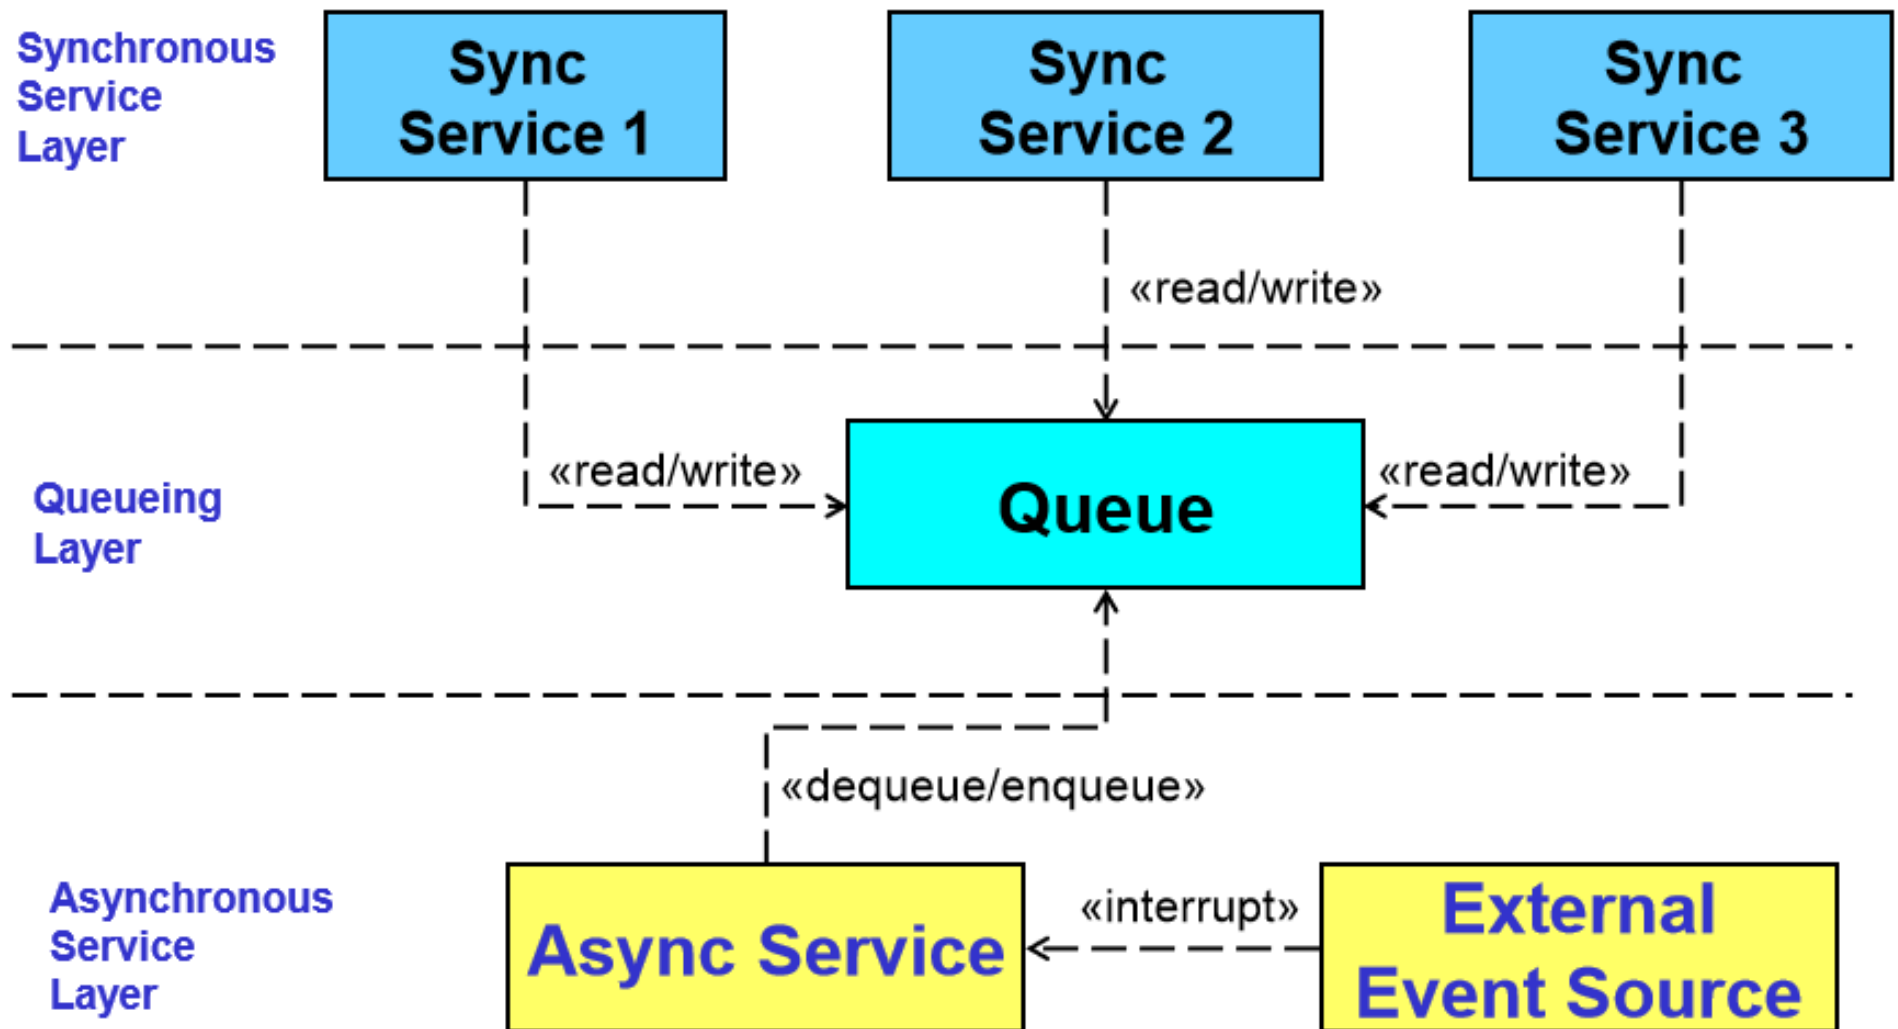 Synchronous
Service
Layer
Sync
Service 1
Sync
Service 2
Sync
Service 3
«read/write»
Queueing
Layer
«read/write»
Queue
«read/write»
«dequeue/enqueue»
Asynchronous
Service
Layer
Async Service
«interrupt»
External
Event Source